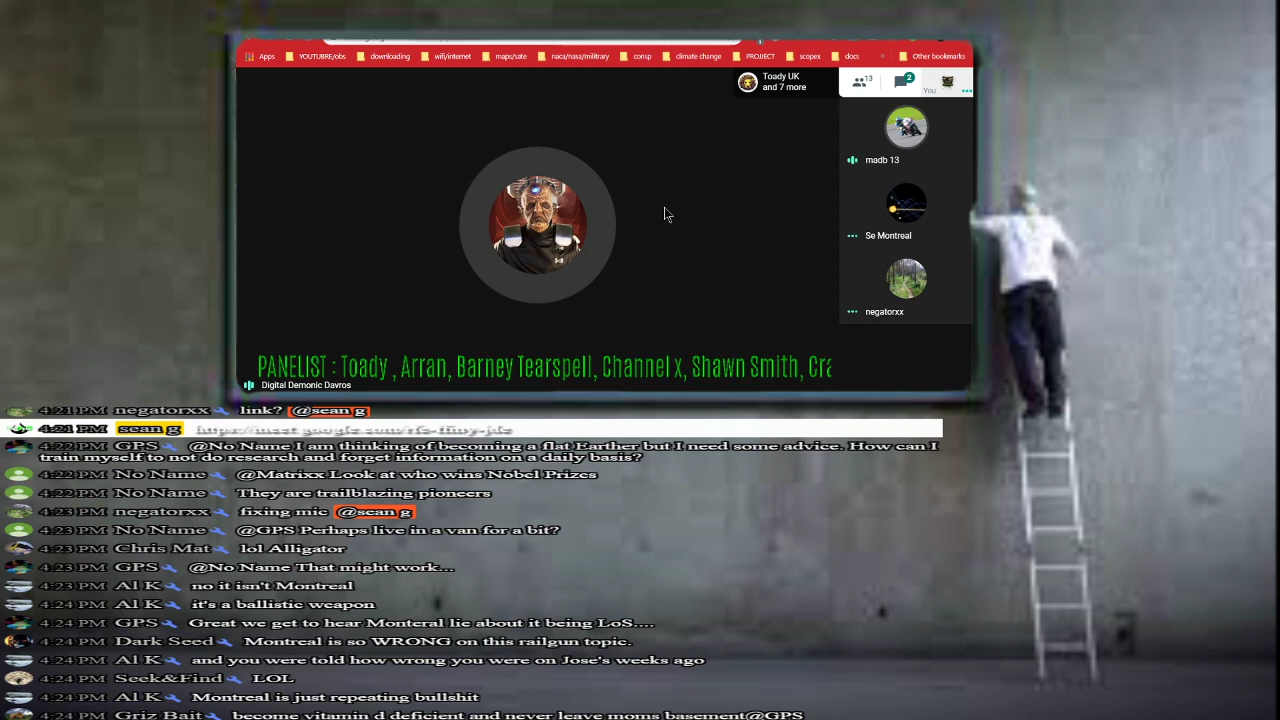 Apps YOUTUBRE/obs downloading wifi/internet maps/sate naca/nasa/militrary consp climate change PROJECT scopex docs Other bookmarks
Toady UK
and 7 more
13
2
You
madb 13
Se Montreal
negatorxx
PANELIST : Toady , Arran, Barney Tearspell, Channel x, Shawn Smith, Cra
Digital Demonic Davros
4:21 PM negatorxx link? @sean g
4:21 PM sean g
4:22 PM GPS @No Name I am thinking of becoming a flat Earther but I need some advice. How can I
train myself to not do research and forget information on a daily basis?
4:22 PM No Name @Matrixx Look at who wins Nobel Prizes
4:22 PM No Name They are trailblazing pioneers
4:23 PM negatorxx fixing mic @sean g
4:23 PM No Name @GPS Perhaps live in a van for a bit?
4:23 PM Chris Mat lol Alligator
4:23 PM GPS @No Name That might work...
4:23 PM Al K no it isn't Montreal
4:24 PM Al K it's a ballistic weapon
4:24 PM GPS Great we get to hear Monteral lie about it being LoS....
4:24 PM Dark Seed Montreal is so WRONG on this railgun topic.
4:24 PM Al K and you were told how wrong you were on Jose's weeks ago
4:24 PM Seek&Find LOL
4:24 PM Al K Montreal is just repeating bullshit
4:24 PM Griz Bait become vitamin d deficient and never leave moms basement@GPS